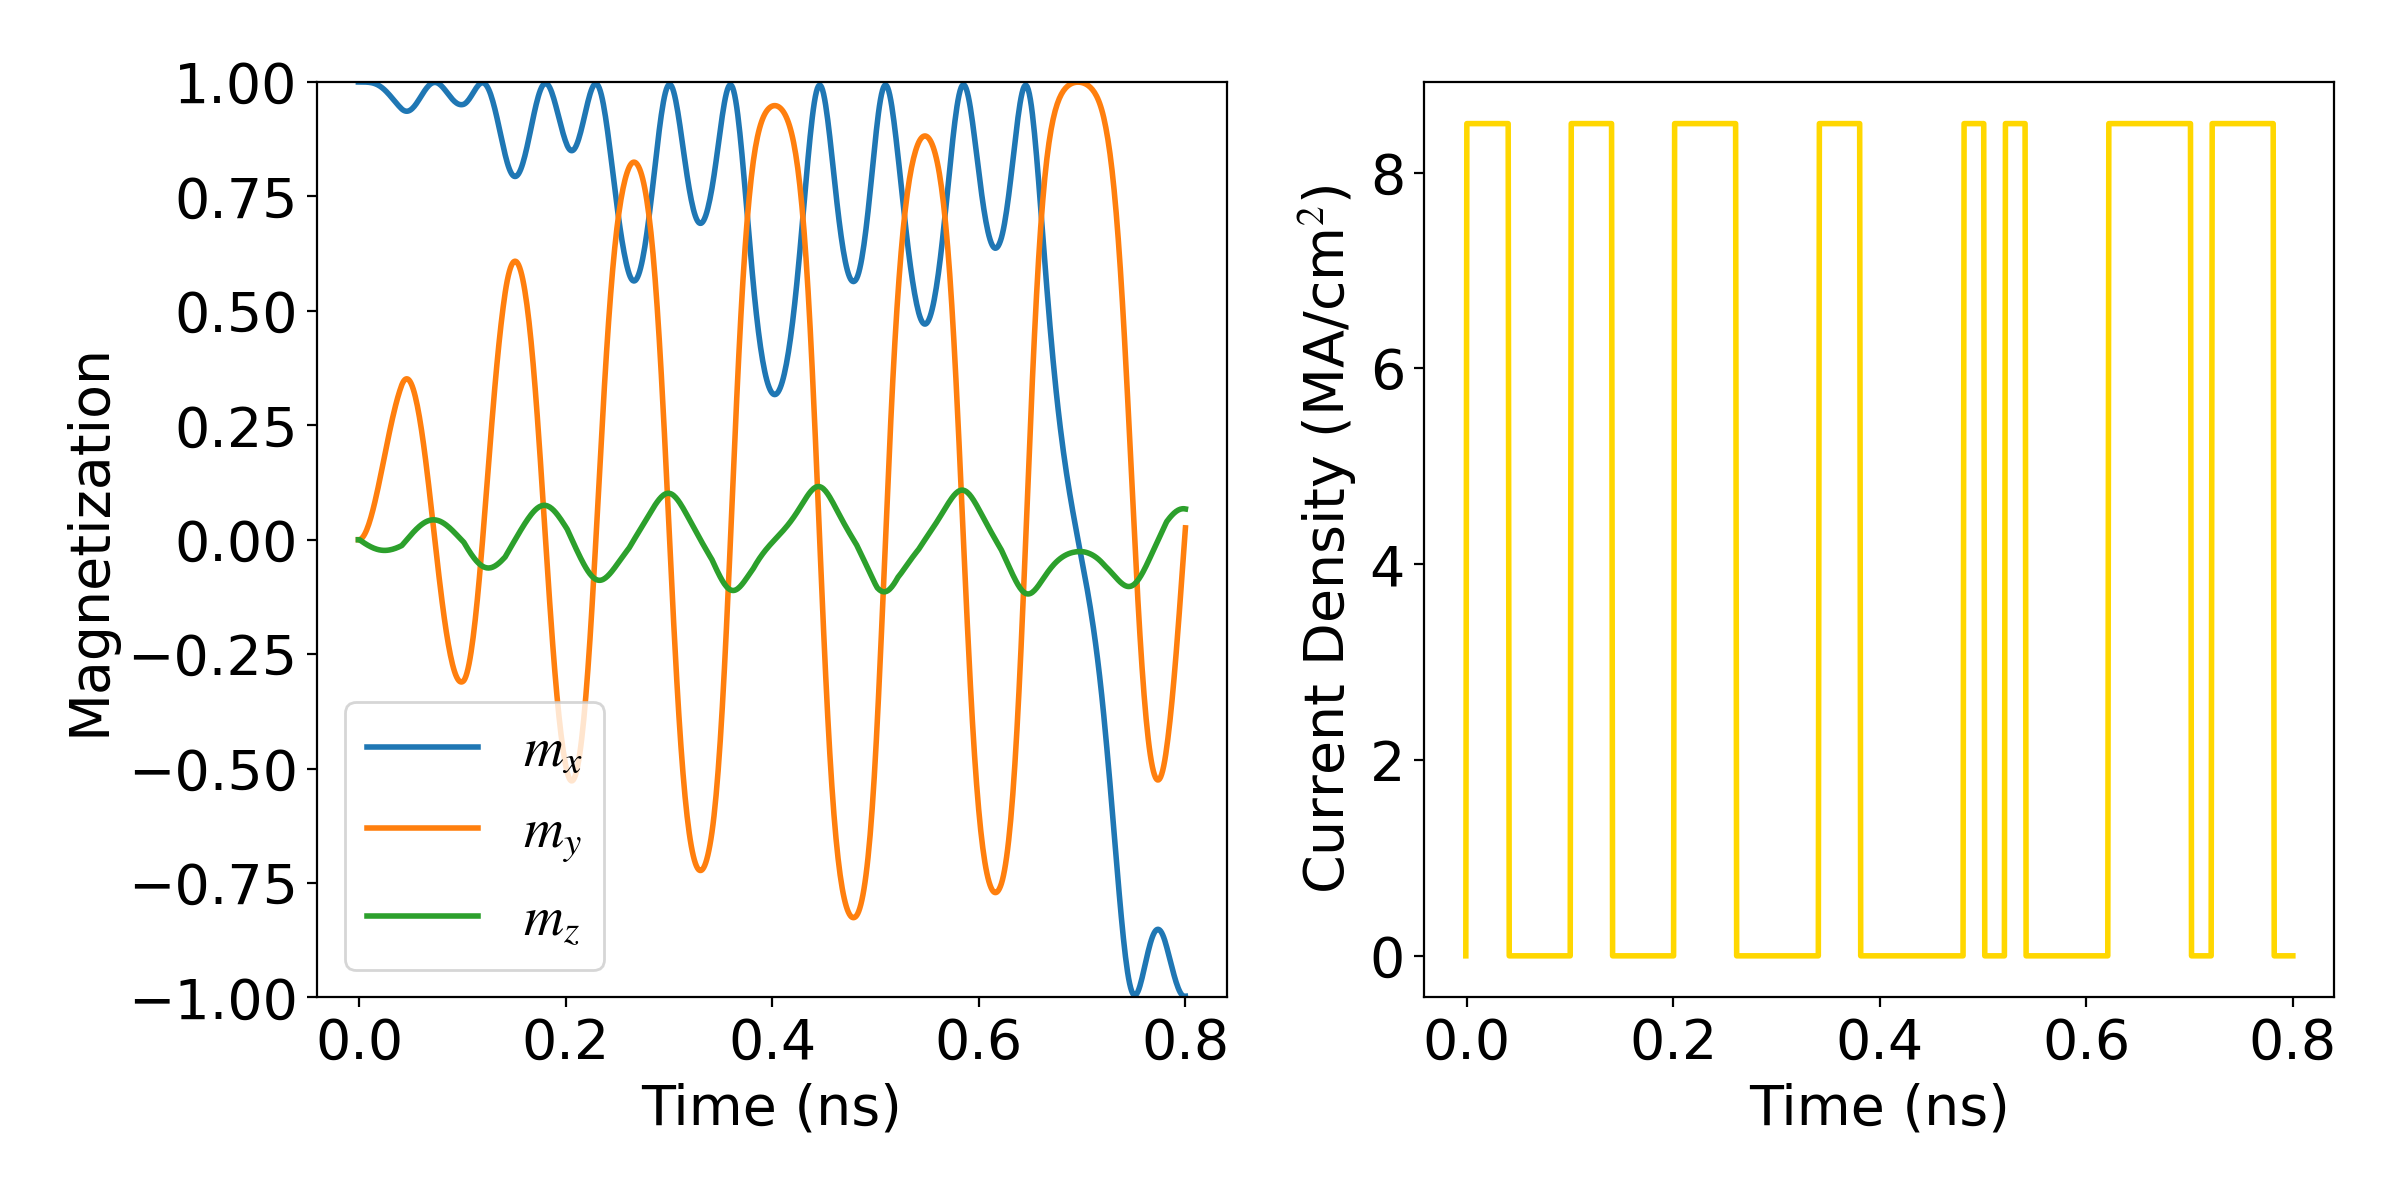 1.00
0.75
0.50
0.25
0.00
−0.25
−0.50
−0.75
−1.00
Magnetization
m_x
m_y
m_z
0.0 0.2 0.4 0.6 0.8
Time (ns)
8
6
4
2
0
Current Density (MA/cm²)
0.0 0.2 0.4 0.6 0.8
Time (ns)